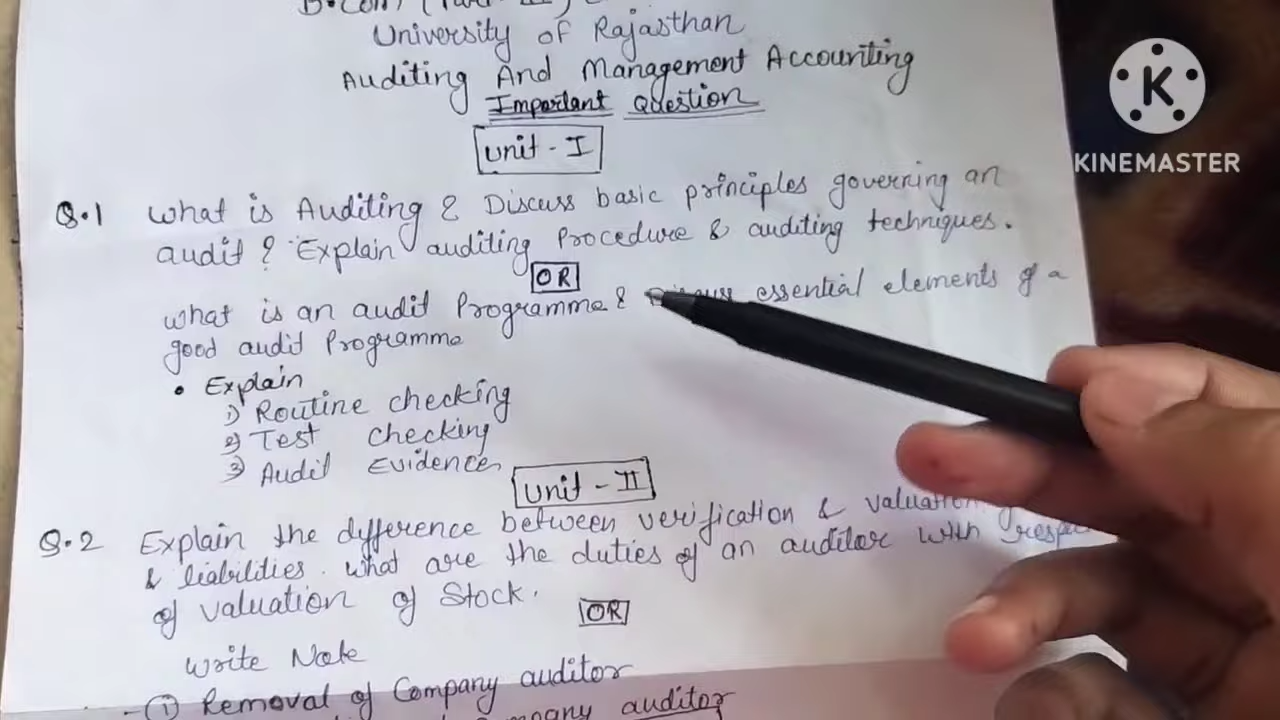 University of Rajasthan
Auditing And Management Accounting
Important Question
Unit - I
Q.1 What is Auditing & Discuss basic principles governing an
audit? Explain auditing Procedure & auditing techniques.
OR
what is an audit Programme & Discuss essential elements of a
good audit Programme
• Explain
1) Routine checking
2) Test checking
3) Audit Evidence
Unit - II
Q.2 Explain the difference between verification & valuation
& liabilities. What are the duties of an auditor with
of valuation of Stock.
OR
Write Note
① Removal of Company auditor
auditor
K
KINEMASTER